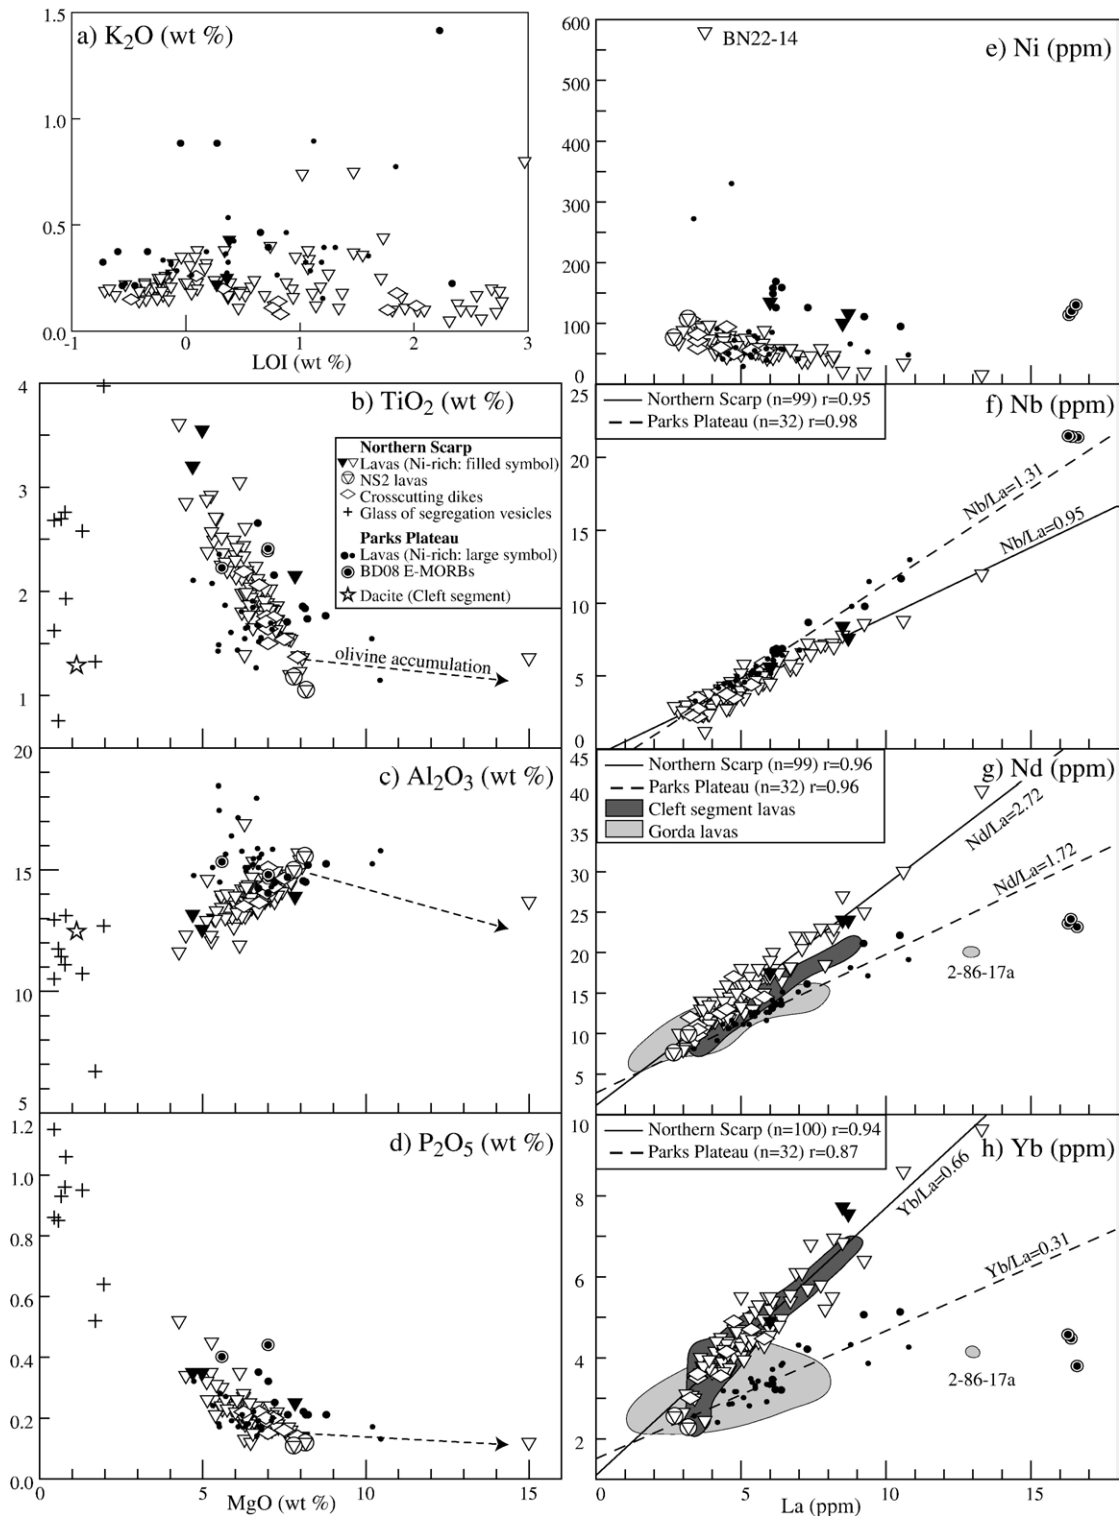 a) K2O (wt %)
1.5
1.0
0.5
0.0
-1
0
1
2
3
LOI (wt %)
b) TiO2 (wt %)
4
3
2
1
Northern Scarp
Lavas (Ni-rich: filled symbol)
NS2 lavas
Crosscutting dikes
Glass of segregation vesicles
Parks Plateau
Lavas (Ni-rich: large symbol)
BD08 E-MORBs
Dacite (Cleft segment)
olivine accumulation
c) Al2O3 (wt %)
20
15
10
5
d) P2O5 (wt %)
1.2
1.0
0.8
0.6
0.4
0.2
0.0
0
5
10
15
MgO (wt %)
e) Ni (ppm)
BN22-14
600
500
400
300
200
100
0
f) Nb (ppm)
Northern Scarp (n=99) r=0.95
Parks Plateau (n=32) r=0.98
25
20
15
10
5
0
Nb/La=1.31
Nb/La=0.95
g) Nd (ppm)
Northern Scarp (n=99) r=0.96
Parks Plateau (n=32) r=0.96
Cleft segment lavas
Gorda lavas
45
40
35
30
25
20
15
10
5
Nd/La=2.72
Nd/La=1.72
2-86-17a
h) Yb (ppm)
Northern Scarp (n=100) r=0.94
Parks Plateau (n=32) r=0.87
10
8
6
4
2
Yb/La=0.66
Yb/La=0.31
2-86-17a
0
5
10
15
La (ppm)